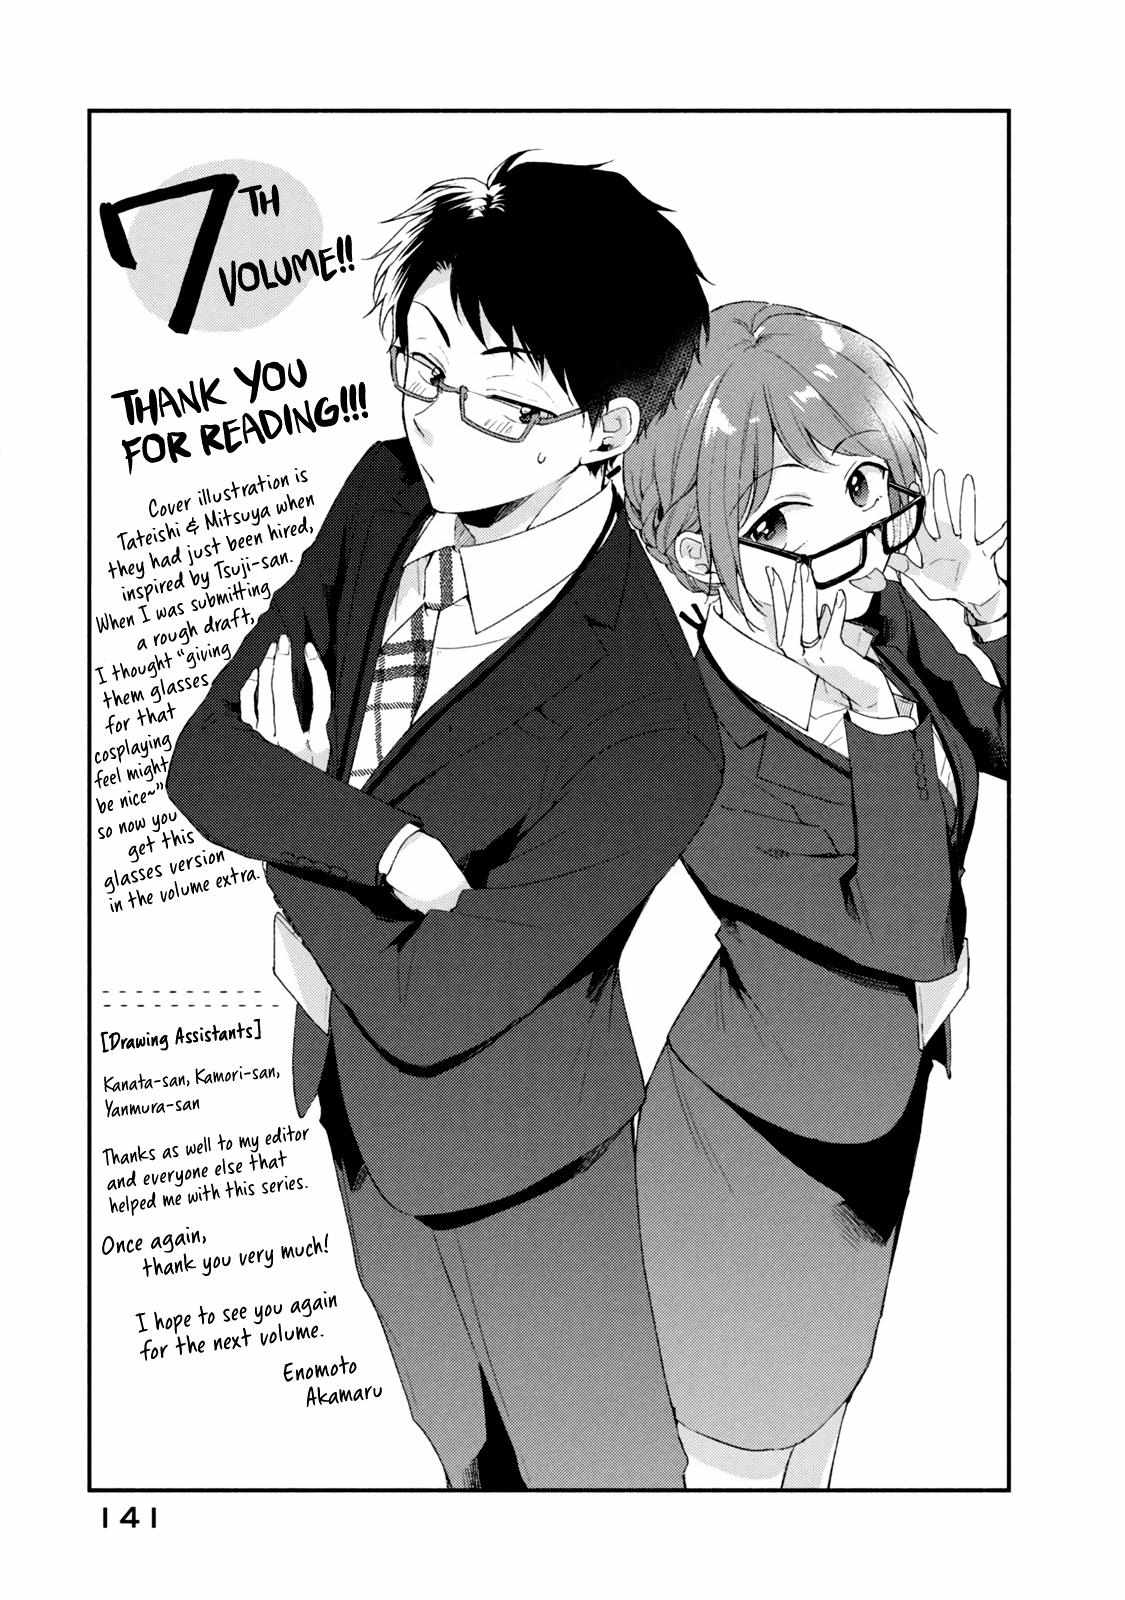 7TH
VOLUME!!
THANK YOU
FOR READING!!!
Cover illustration is
Tateishi & Mitsuya when
they had just been hired,
inspired by Tsuji-san.
When I was submitting
a rough draft,
I thought "giving
them glasses
for that
cosplaying
feel might
be nice~"
so now you
get this
glasses version
in the volume extra.
[Drawing Assistants]
Kanata-san, Kamori-san,
Yanmura-san
Thanks as well to my editor
and everyone else that
helped me with this series.
Once again,
thank you very much!
I hope to see you again
for the next volume.
Enomoto
Akamaru
141